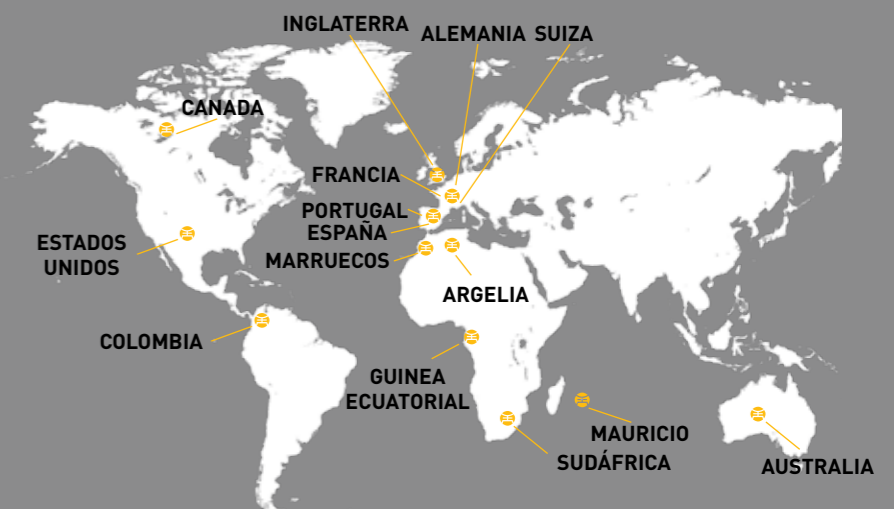 INGLATERRA
ALEMANIA SUIZA
CANADA
FRANCIA
PORTUGAL
ESPAÑA
ESTADOS
UNIDOS
MARRUECOS
ARGELIA
COLOMBIA
GUINEA
ECUATORIAL
MAURICIO
SUDÁFRICA
AUSTRALIA